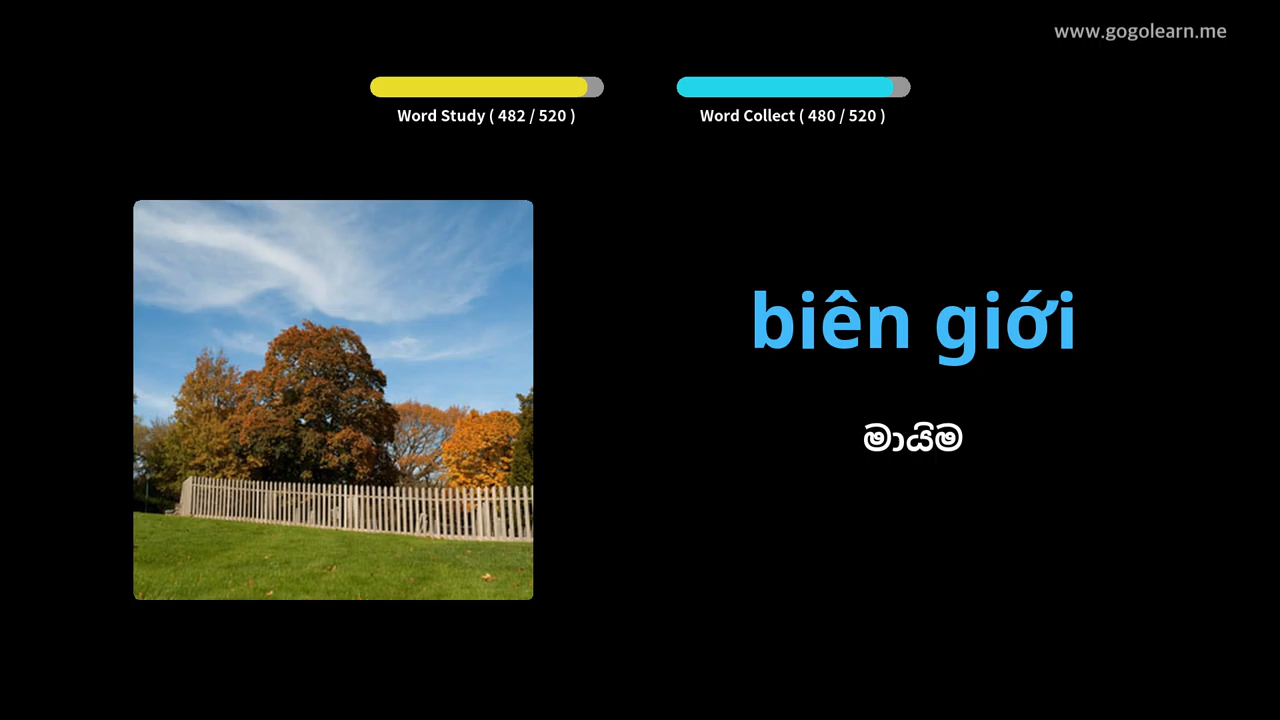 www.gogolearn.me
Word Study ( 482 / 520 )
Word Collect ( 480 / 520 )
biên giới
මායිම